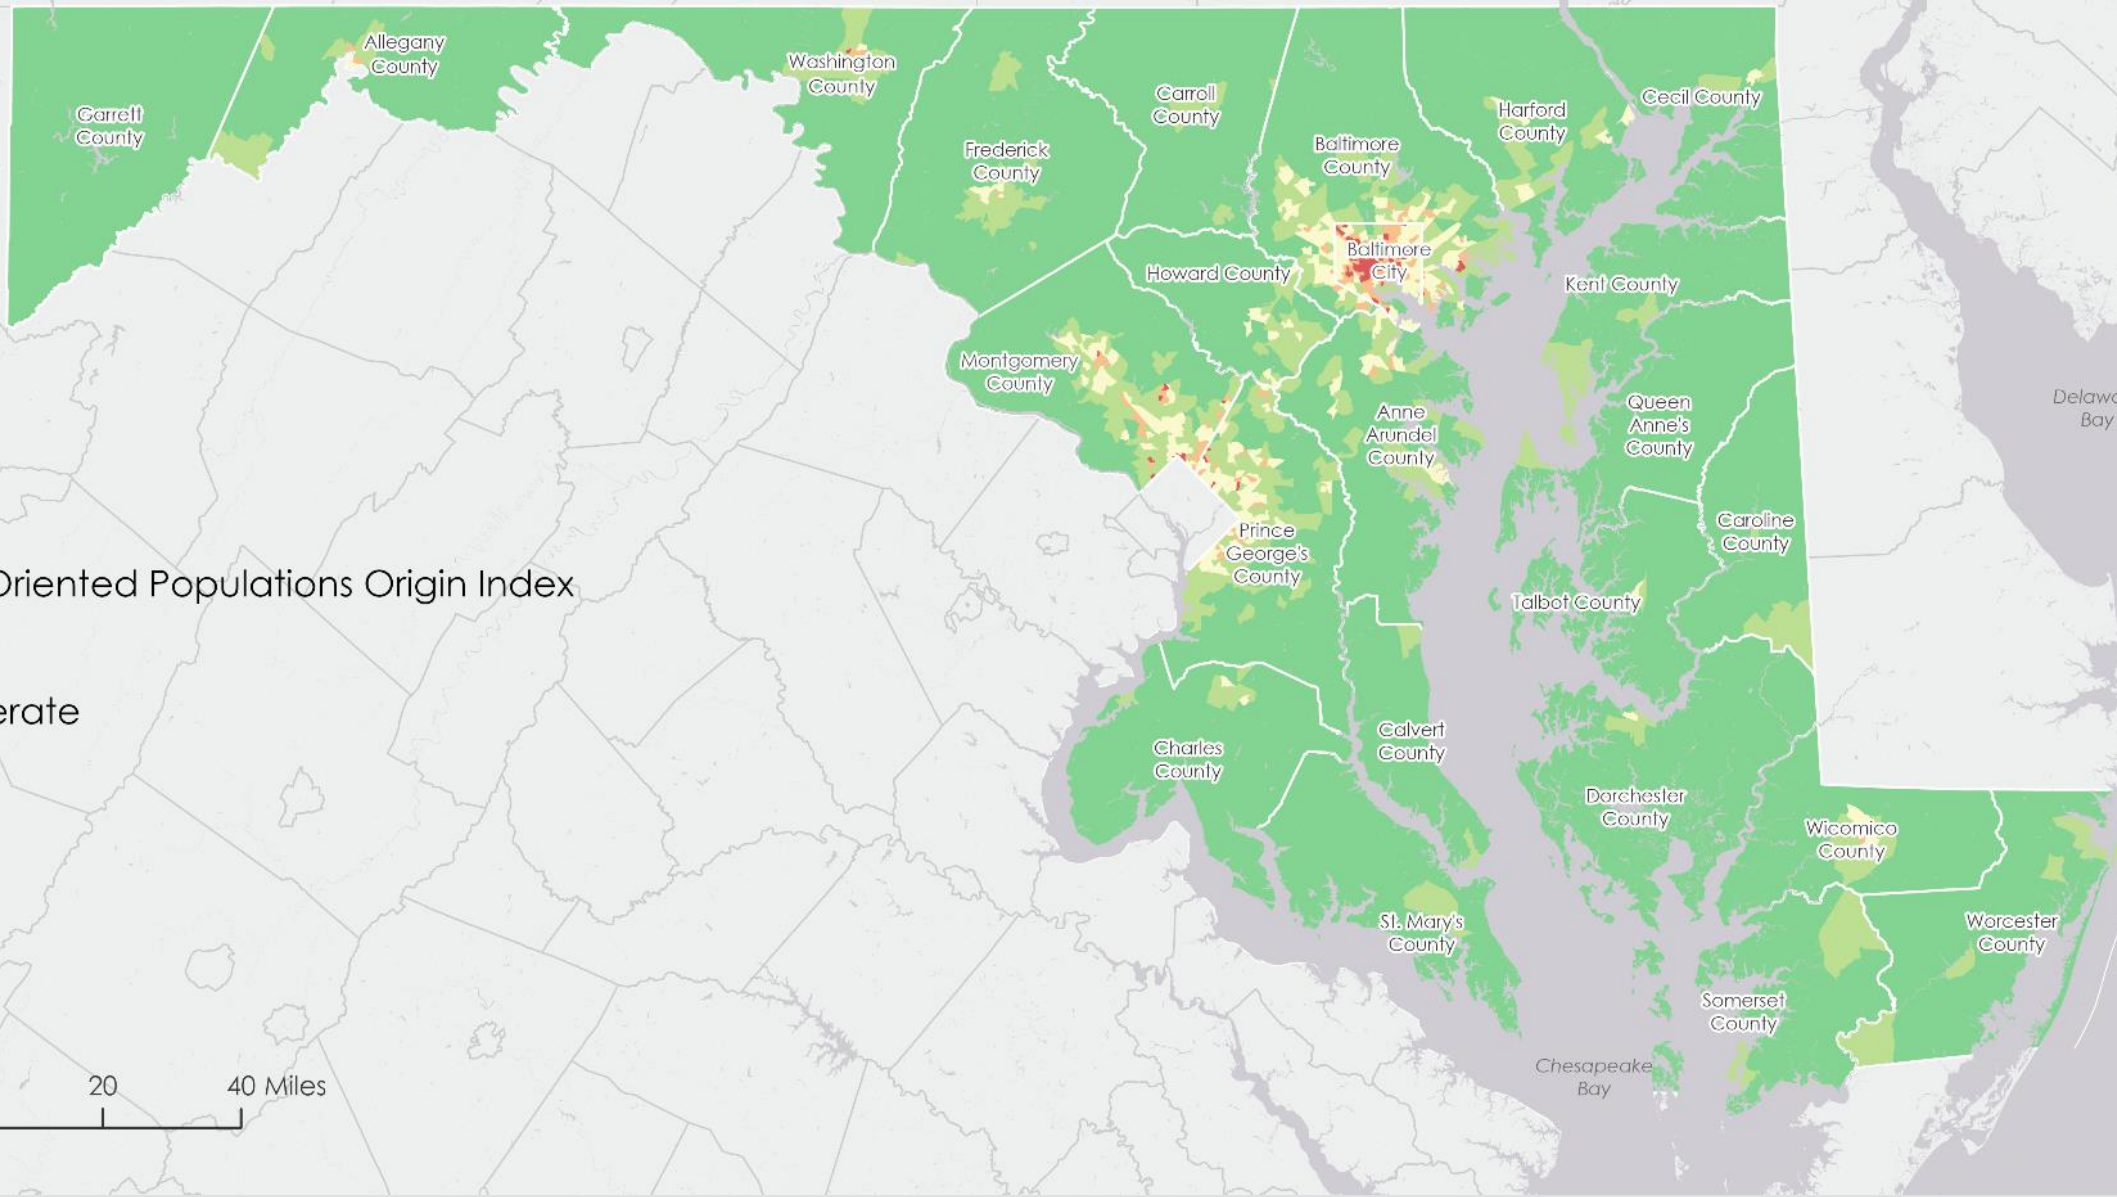 Allegany
County
Washington
County
Garrett
County
Carroll
County
Cecil County
Harford
County
Frederick
County
Baltimore
County
Baltimore
City
Howard County
Kent County
Montgomery
County
Anne
Arundel
County
Queen
Anne's
County
Bay
Caroline
County
Prince
George's
County
Oriented Populations Origin Index
Talbot County
erate
Charles
County
Calvert
County
Dorchester
County
Wicomico
County
St. Mary's
County
Worcester
County
Somerset
County
Chesapeake
Bay
20 40 Miles